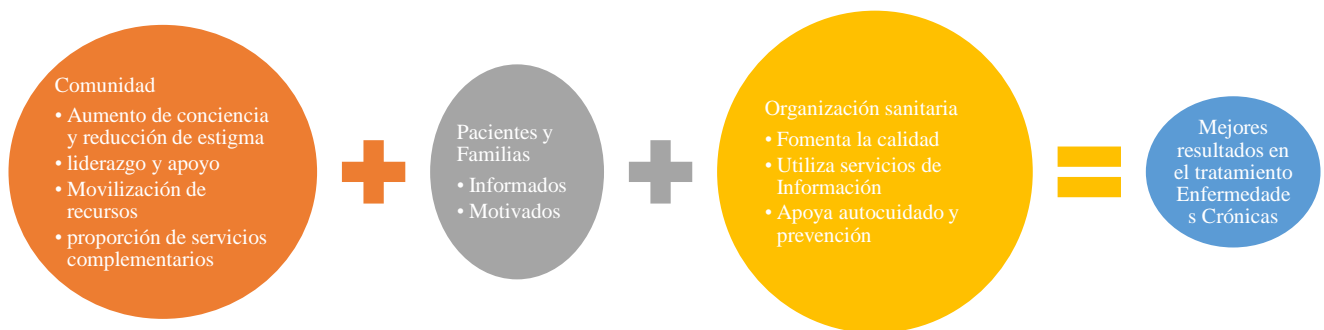 Comunidad
• Aumento de conciencia
y reducción de estigma
• liderazgo y apoyo
• Movilización de
recursos
• proporción de servicios
complementarios
Pacientes y
Familias
• Informados
• Motivados
Organización sanitaria
• Fomenta la calidad
• Utiliza servicios de
Información
• Apoya autocuidado y
prevención
Mejores
resultados en
el tratamiento
Enfermedade
s Crónicas